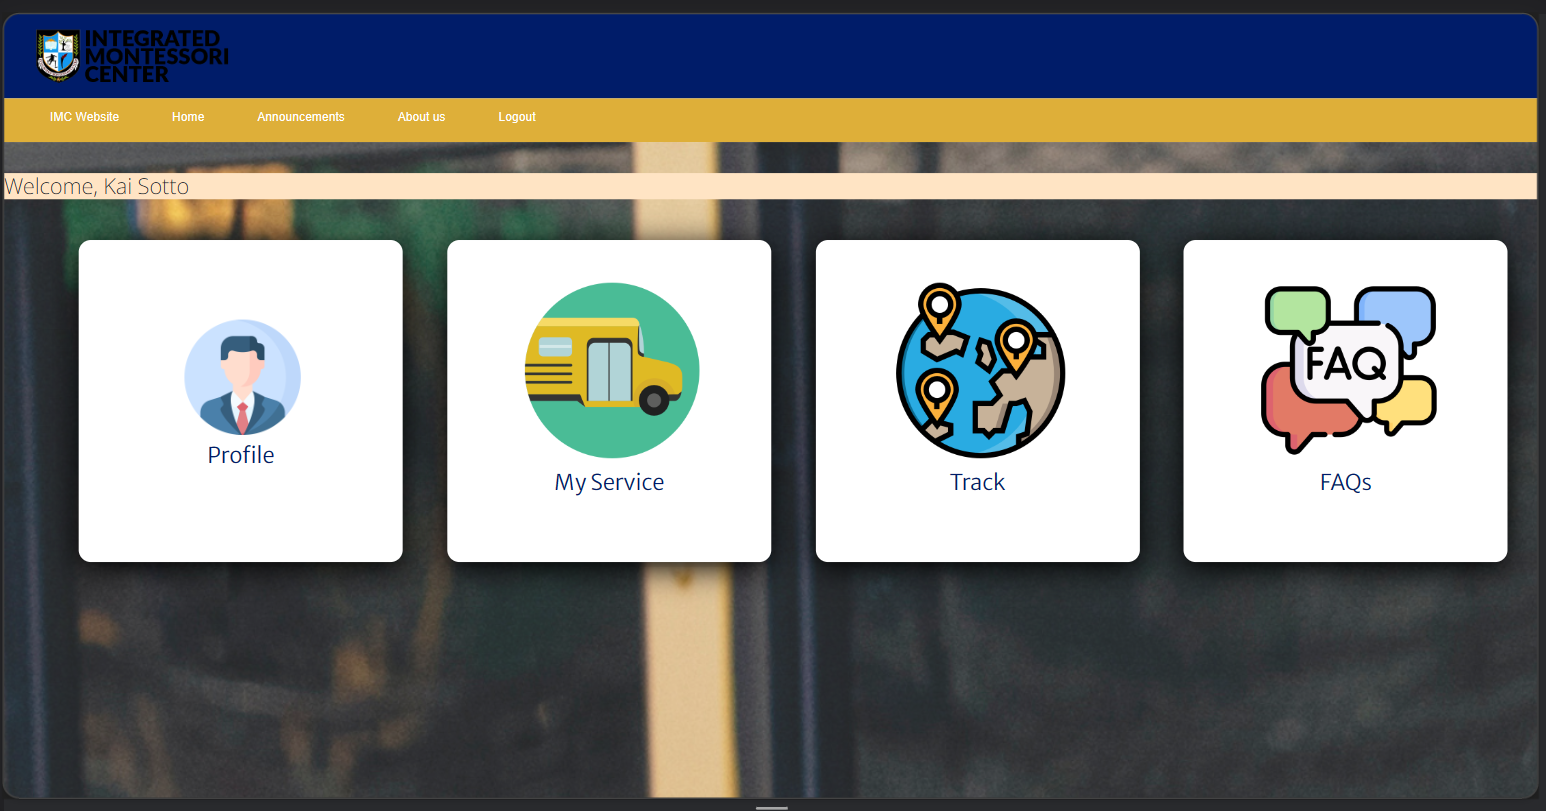 INTEGRATED
MONTESSORI
CENTER
IMC Website Home Announcements About us Logout
Welcome, Kai Sotto
FAQ
Profile My Service Track FAQs